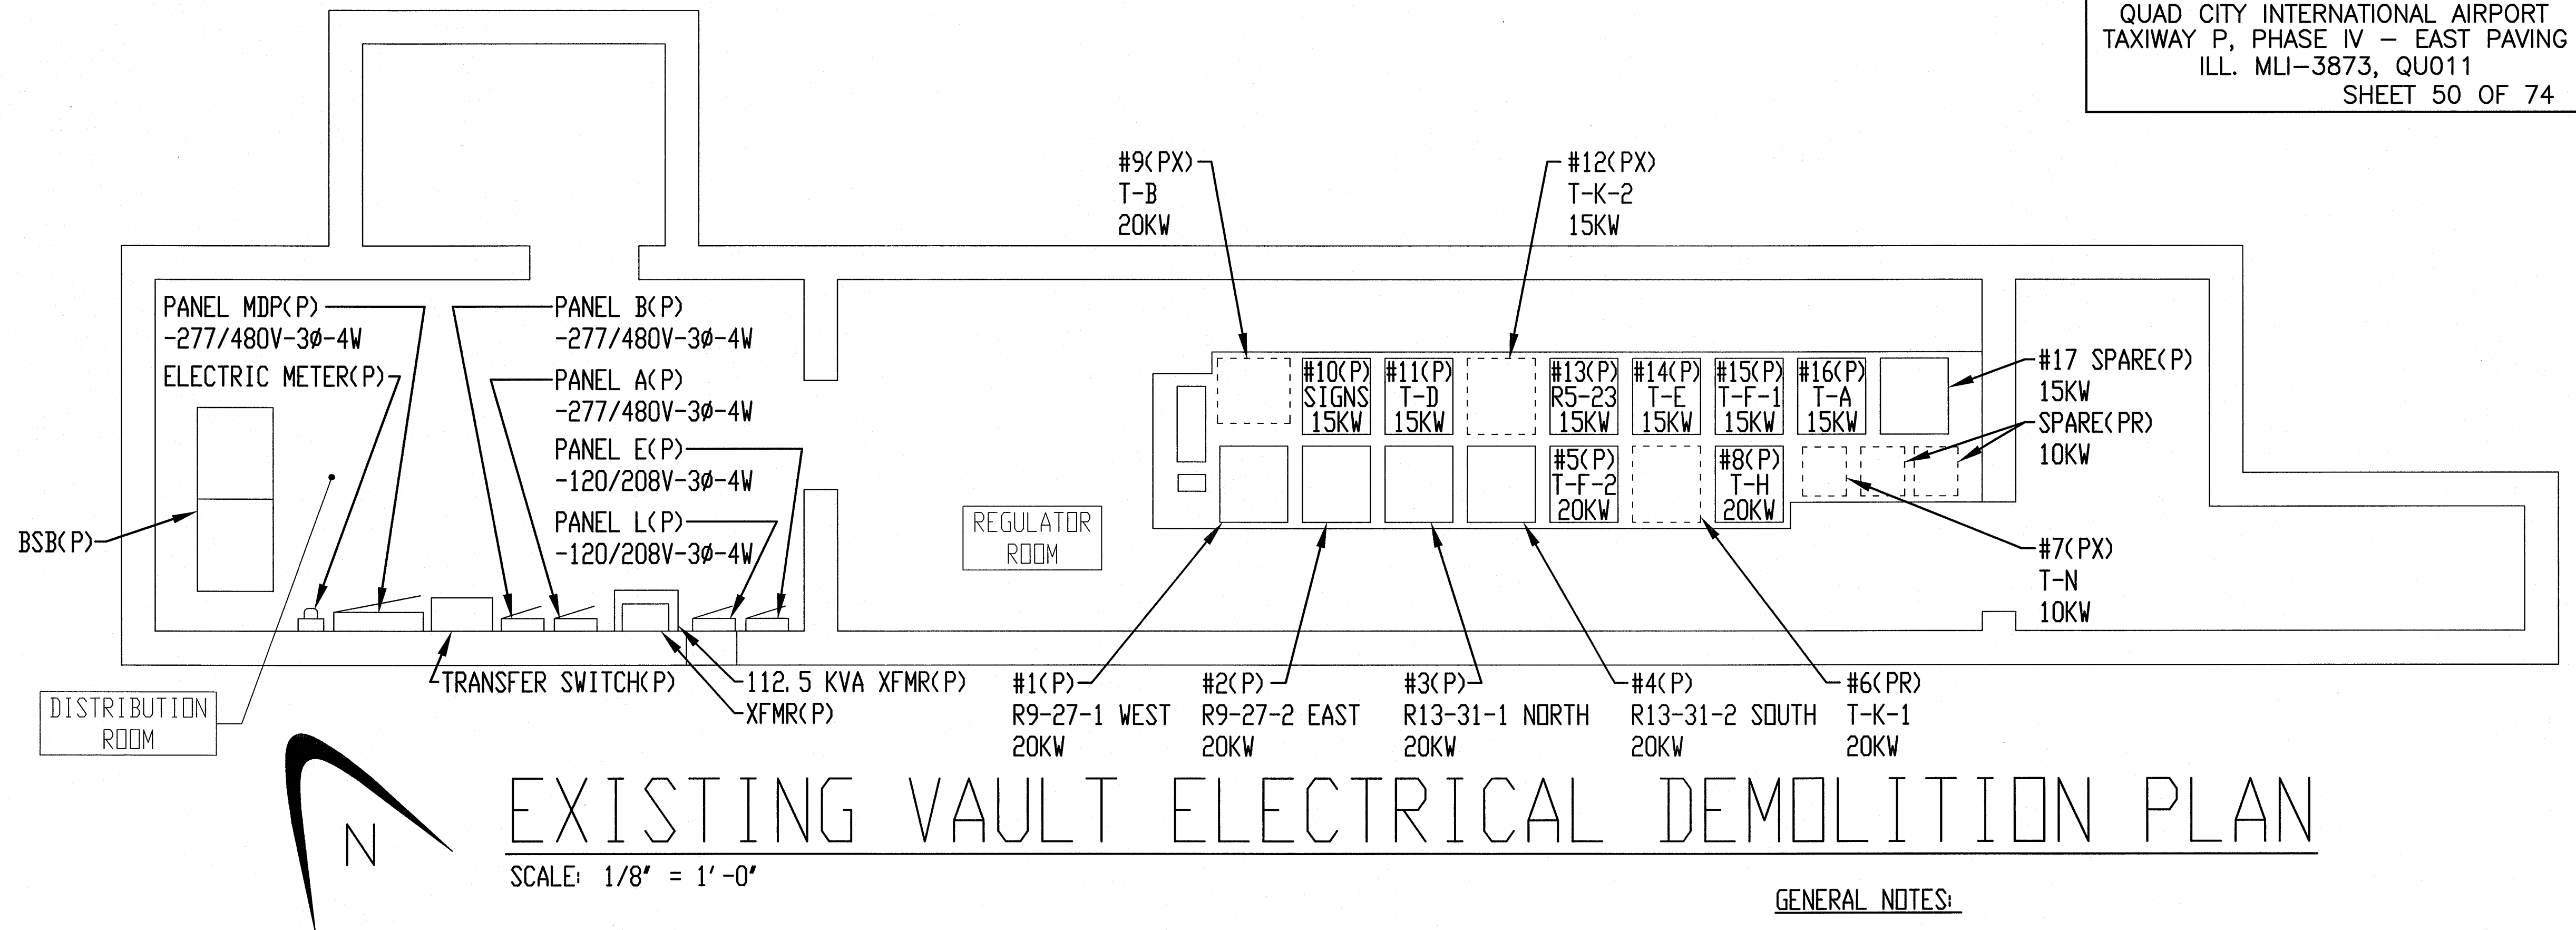 QUAD CITY INTERNATIONAL AIRPORT
TAXIWAY P, PHASE IV – EAST PAVING
ILL. MLI–3873, QU011
SHEET 50 OF 74
#9(PX)
T-B
20KW
#12(PX)
T-K-2
15KW
PANEL MDP(P)
-277/480V-3ø-4W
ELECTRIC METER(P)
PANEL B(P)
-277/480V-3ø-4W
PANEL A(P)
-277/480V-3ø-4W
PANEL E(P)
-120/208V-3ø-4W
PANEL L(P)
-120/208V-3ø-4W
BSB(P)
#10(P)
SIGNS
15KW
#11(P)
T-D
15KW
#13(P)
R5-23
15KW
#14(P)
T-E
15KW
#15(P)
T-F-1
15KW
#16(P)
T-A
15KW
#17 SPARE(P)
15KW
SPARE(PR)
10KW
#5(P)
T-F-2
20KW
#8(P)
T-H
20KW
REGULATOR
ROOM
#7(PX)
T-N
10KW
TRANSFER SWITCH(P)
112.5 KVA XFMR(P)
XFMR(P)
DISTRIBUTION
ROOM
#1(P)
R9-27-1 WEST
20KW
#2(P)
R9-27-2 EAST
20KW
#3(P)
R13-31-1 NORTH
20KW
#4(P)
R13-31-2 SOUTH
20KW
#6(PR)
T-K-1
20KW
N
EXISTING VAULT ELECTRICAL DEMOLITION PLAN
SCALE: 1/8" = 1'-0"
GENERAL NOTES: